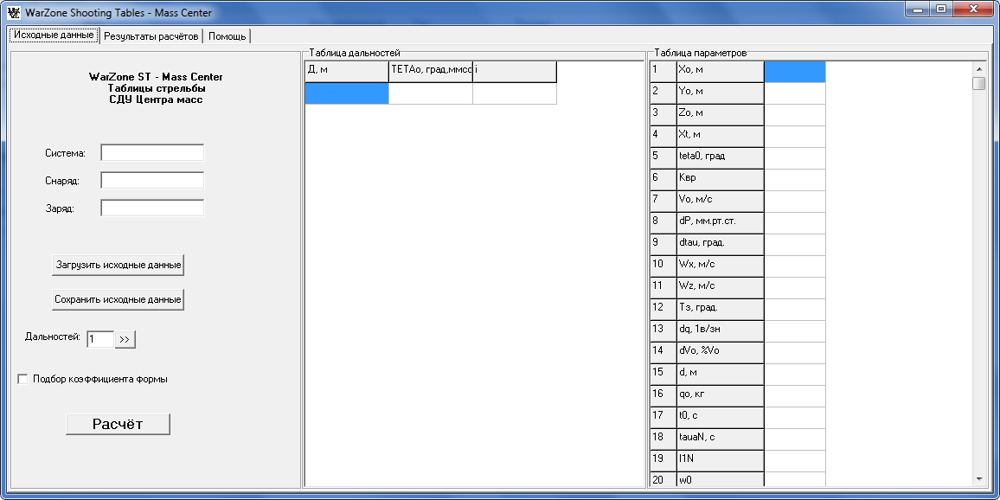 WarZone Shooting Tables - Mass Center
Исходные данные
Результаты расчётов
Помощь
WarZone ST - Mass Center
Таблицы стрельбы
СДУ Центра масс
Система:
Снаряд:
Заряд:
Загрузить исходные данные
Сохранить исходные данные
Дальностей: 1 >>
Подбор коэффициента формы
Расчёт
Таблица дальностей
Д, м TETAo, град,ммсс i
Таблица параметров
1 Xo, м
2 Yo, м
3 Zo, м
4 Xt, м
5 teta0, град
6 Квр
7 Vo, м/с
8 dP, мм.рт.ст.
9 dtau, град.
10 Wx, м/с
11 Wz, м/с
12 Тз, град.
13 dq, 1в/зн
14 dVo, %Vo
15 d, м
16 qo, кг
17 t0, с
18 tauaN, с
19 l1N
20 w0